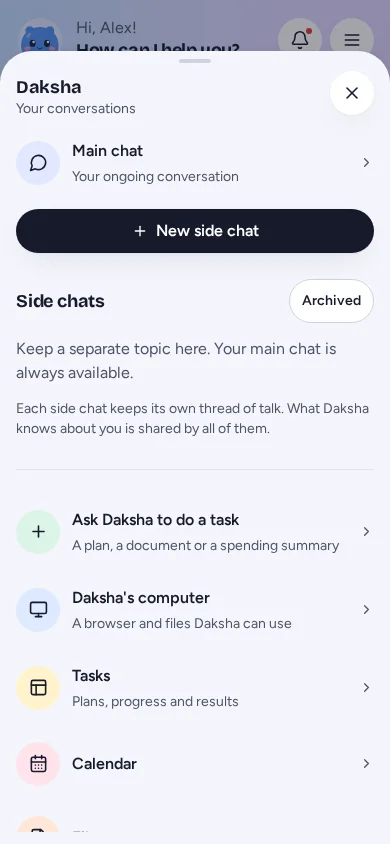 Hi, Alex!
How can I help you?
Daksha
Your conversations
Main chat
Your ongoing conversation
New side chat
Side chats
Archived
Keep a separate topic here. Your main chat is
always available.
Each side chat keeps its own thread of talk. What Daksha
knows about you is shared by all of them.
Ask Daksha to do a task
A plan, a document or a spending summary
Daksha's computer
A browser and files Daksha can use
Tasks
Plans, progress and results
Calendar